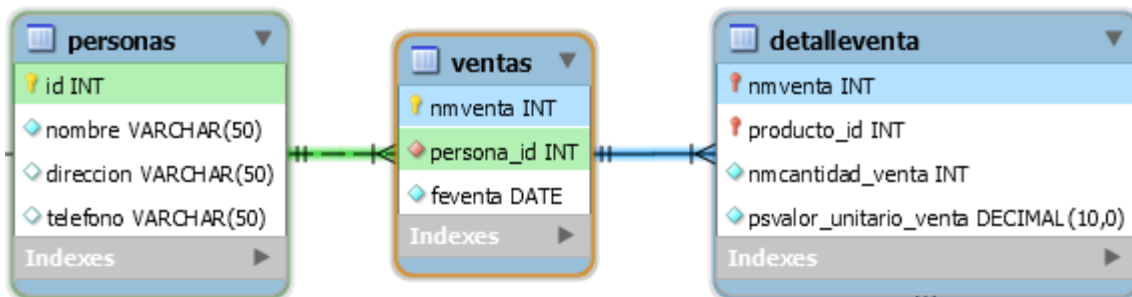 personas
id INT
nombre VARCHAR(50)
direccion VARCHAR(50)
telefono VARCHAR(50)
Indexes
ventas
nmventa INT
persona_id INT
feventa DATE
Indexes
detalleventa
nmventa INT
producto_id INT
nmcantidad_venta INT
psvalor_unitario_venta DECIMAL(10,0)
Indexes